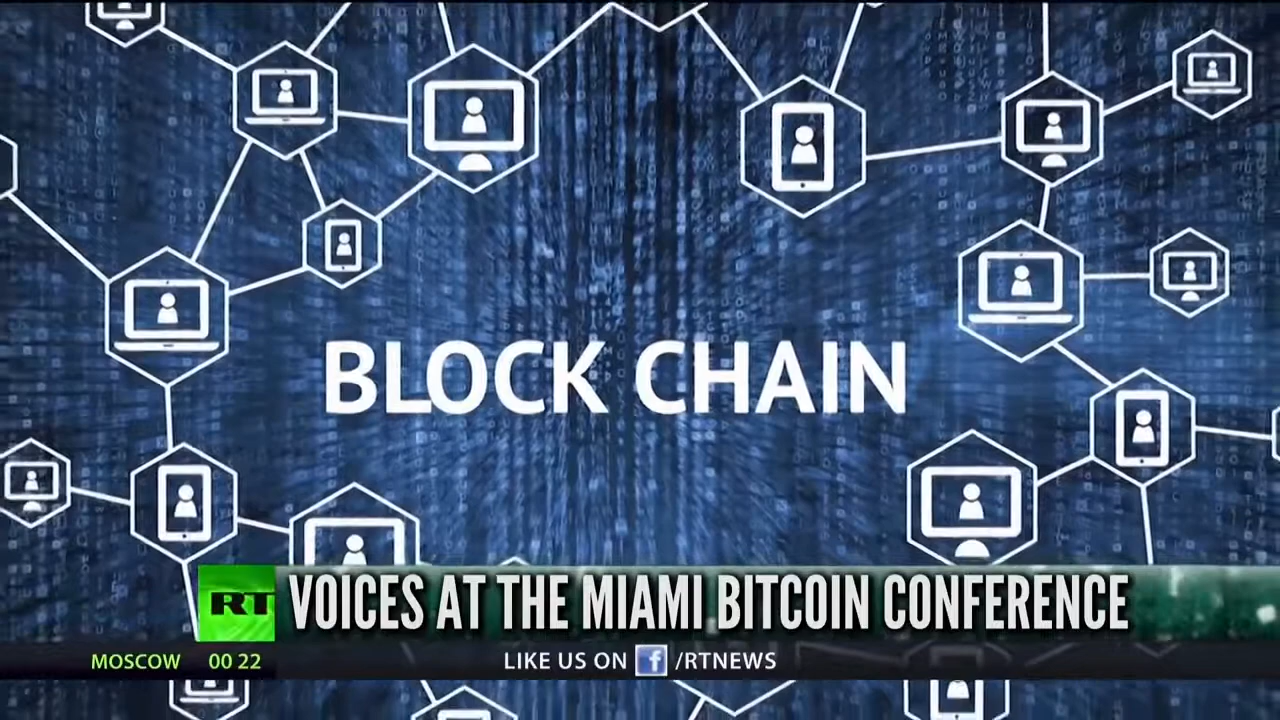 BLOCK CHAIN
RT VOICES AT THE MIAMI BITCOIN CONFERENCE
MOSCOW 00 22 LIKE US ON f /RTNEWS